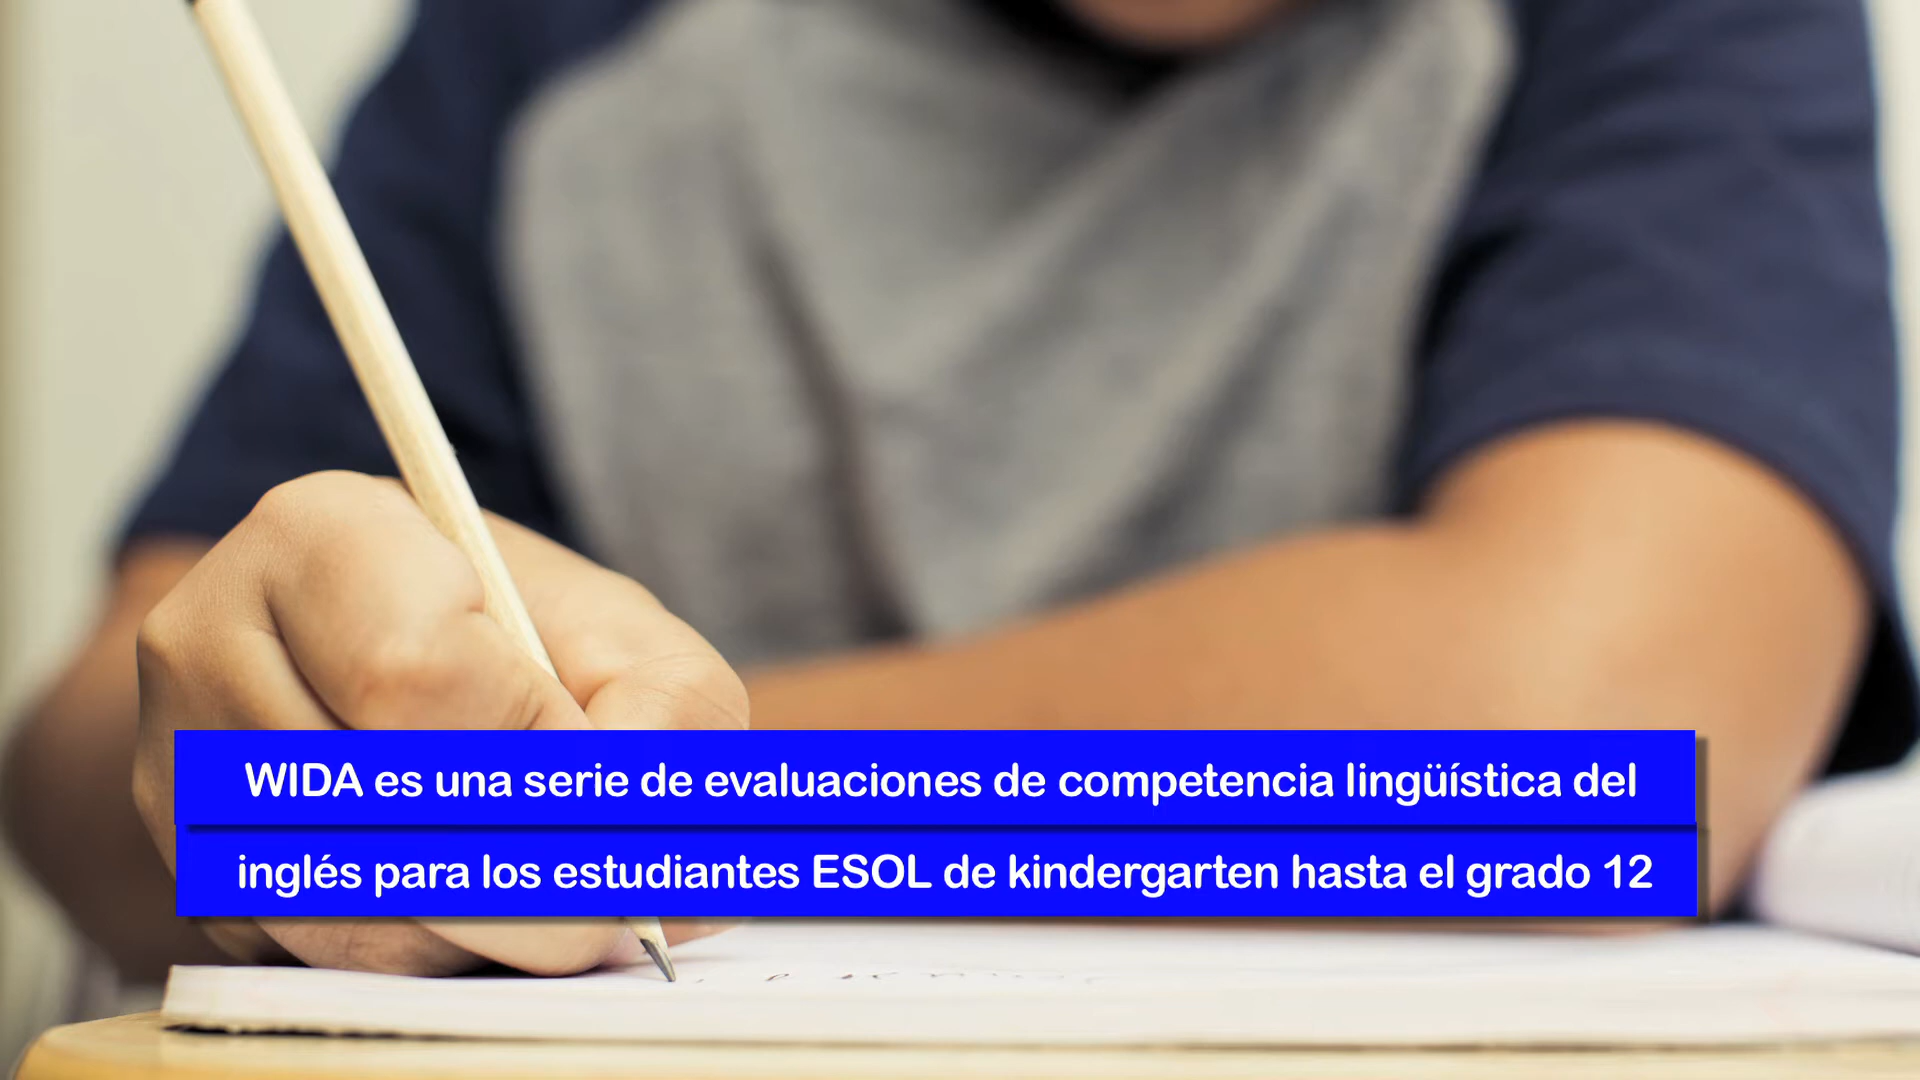 WIDA es una serie de evaluaciones de competencia lingüística del
inglés para los estudiantes ESOL de kindergarten hasta el grado 12